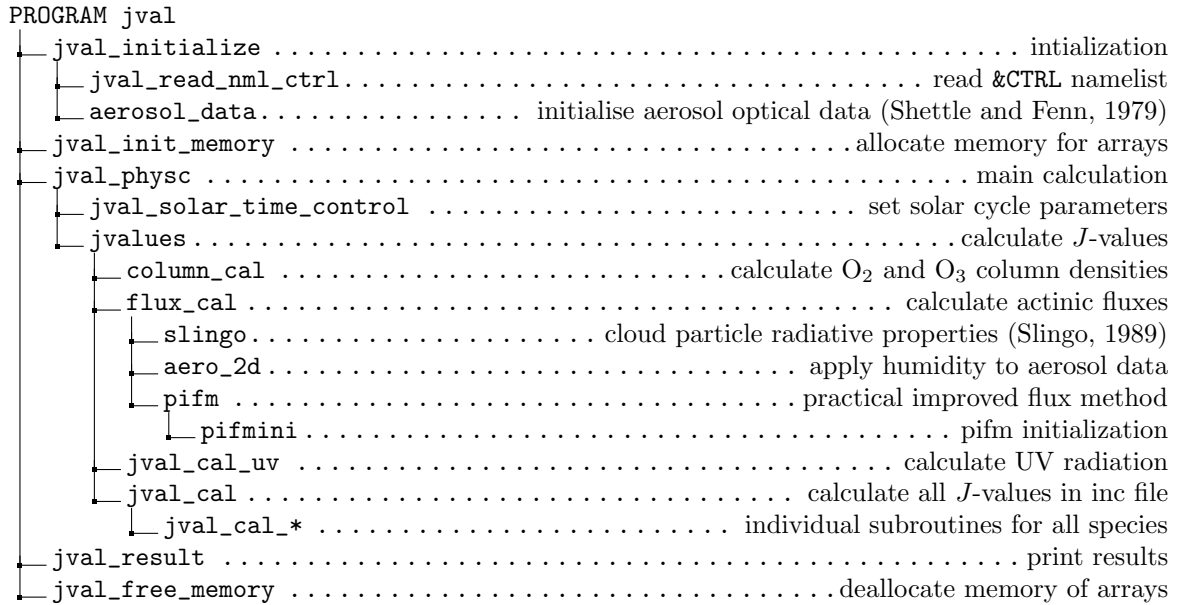 PROGRAM jval
jval_initialize ........................................... intialization
jval_read_nml_ctrl.................................. read &CTRL namelist
aerosol_data................ initialise aerosol optical data (Shettle and Fenn, 1979)
jval_init_memory .................................allocate memory for arrays
jval_physc ............................................. main calculation
jval_solar_time_control .......................... set solar cycle parameters
jvalues.............................................calculate J-values
column_cal ...........................calculate O₂ and O₃ column densities
flux_cal ...................................... calculate actinic fluxes
slingo..................... cloud particle radiative properties (Slingo, 1989)
aero_2d................................ apply humidity to aerosol data
pifm .................................practical improved flux method
pifmini...................................... pifm initialization
jval_cal_uv ................................... calculate UV radiation
jval_cal ................................. calculate all J-values in inc file
jval_cal_* ......................... individual subroutines for all species
jval_result ...............................................print results
jval_free_memory ................................deallocate memory of arrays